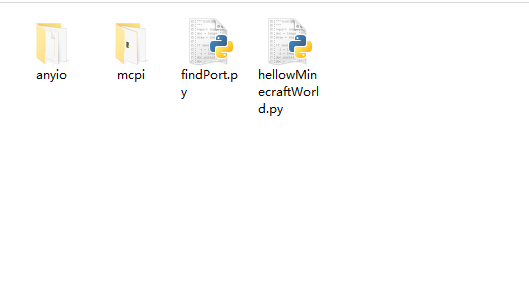 anyio
mcpi
findPort.p
y
hellowMin
ecraftWorl
d.py